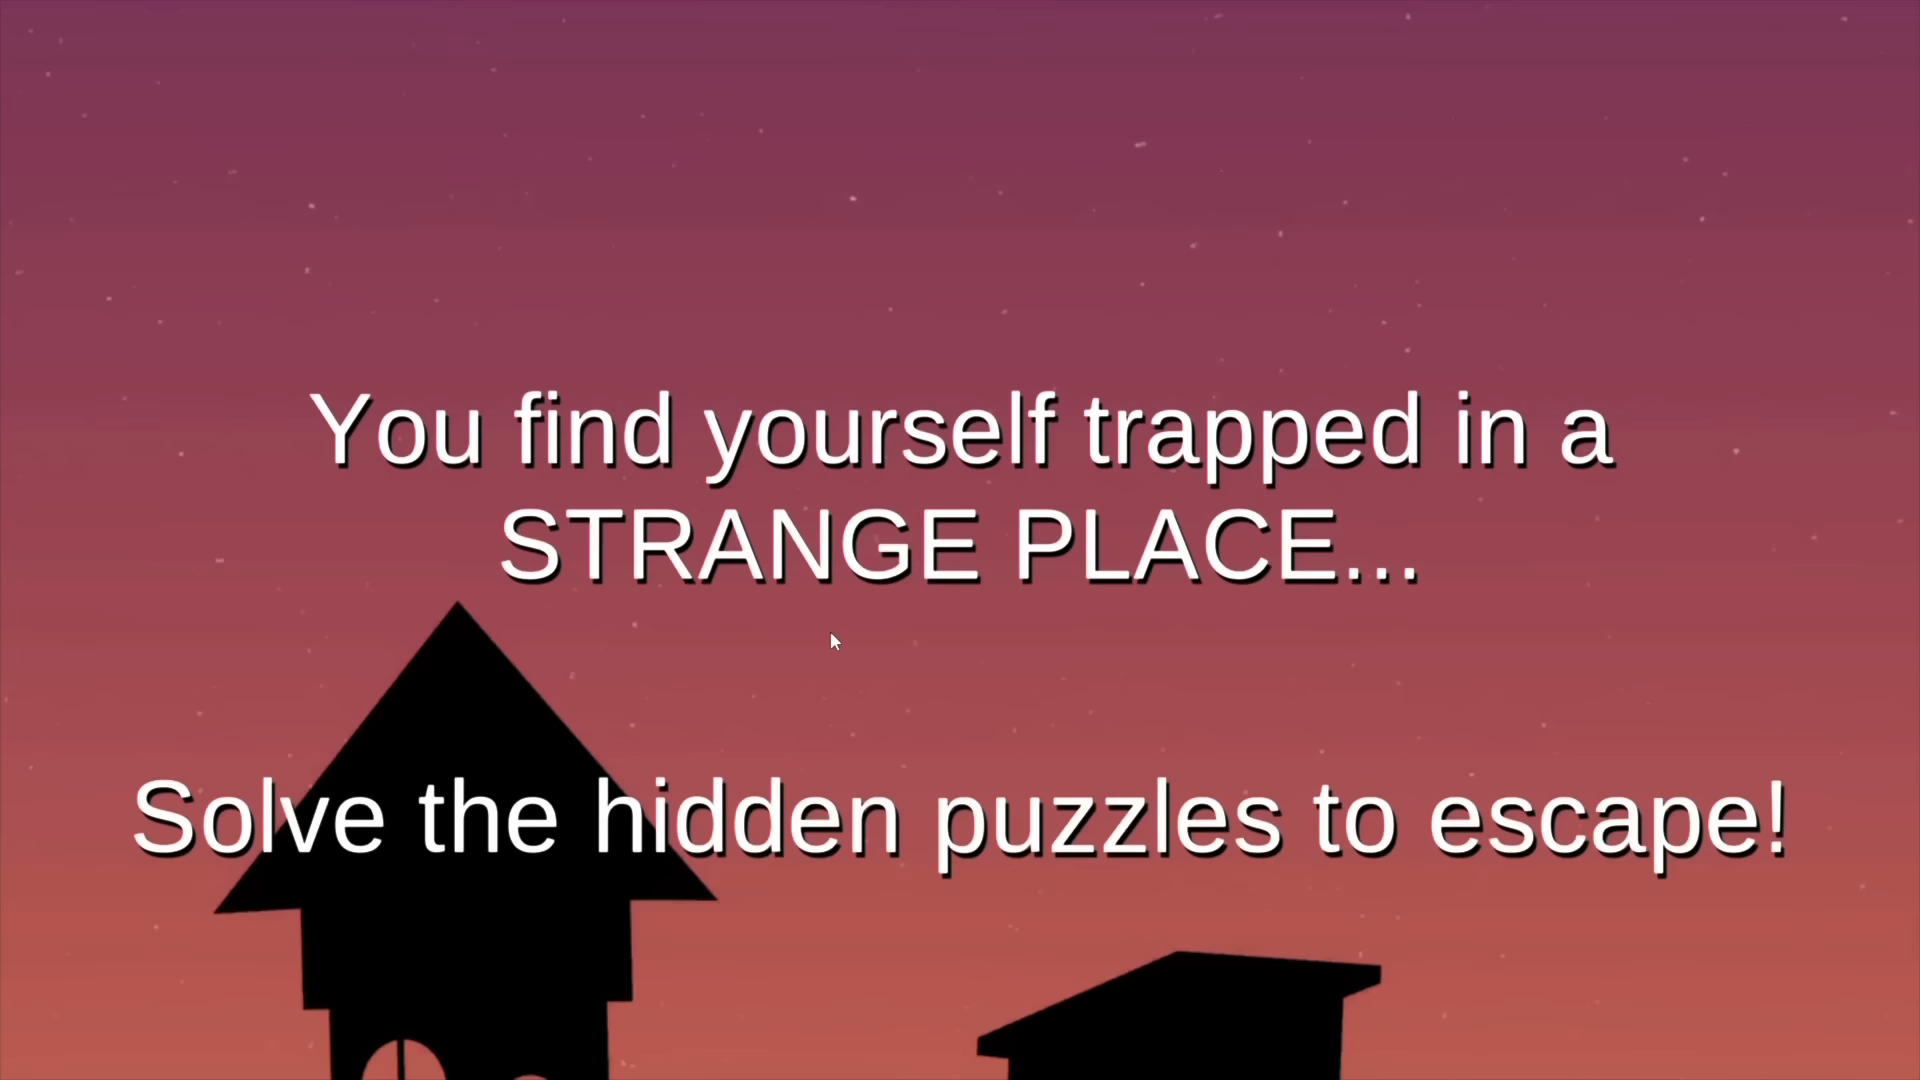 You find yourself trapped in a
STRANGE PLACE...
Solve the hidden puzzles to escape!